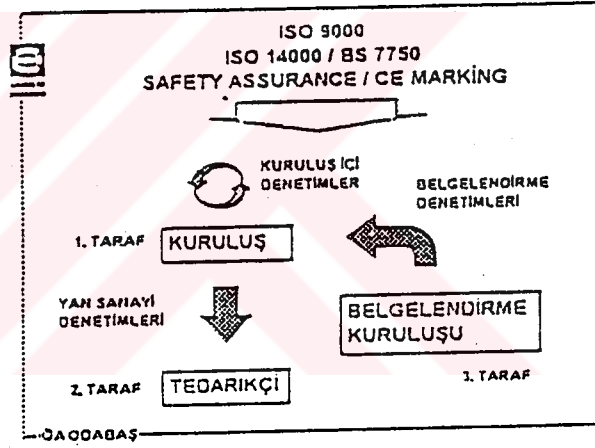 ISO 9000
ISO 14000 / BS 7750
SAFETY ASSURANCE / CE MARKİNG
KURULUŞ İÇİ
DENETİMLER
BELGELENDİRME
DENETİMLERİ
1. TARAF
KURULUŞ
YAN SANAYİ
DENETİMLERİ
BELGELENDİRME
KURULUŞU
2. TARAF
TEDARİKÇİ
3. TARAF